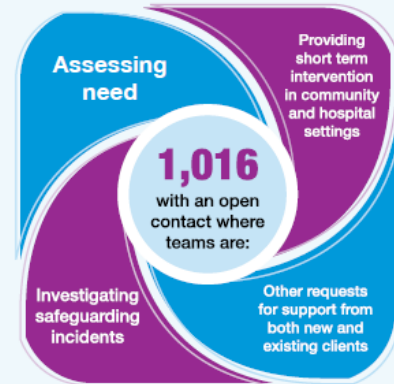 Assessing
need
Providing
short term
intervention
in community
and hospital
settings
1,016
with an open
contact where
teams are:
Investigating
safeguarding
incidents
Other requests
for support from
both new and
existing clients